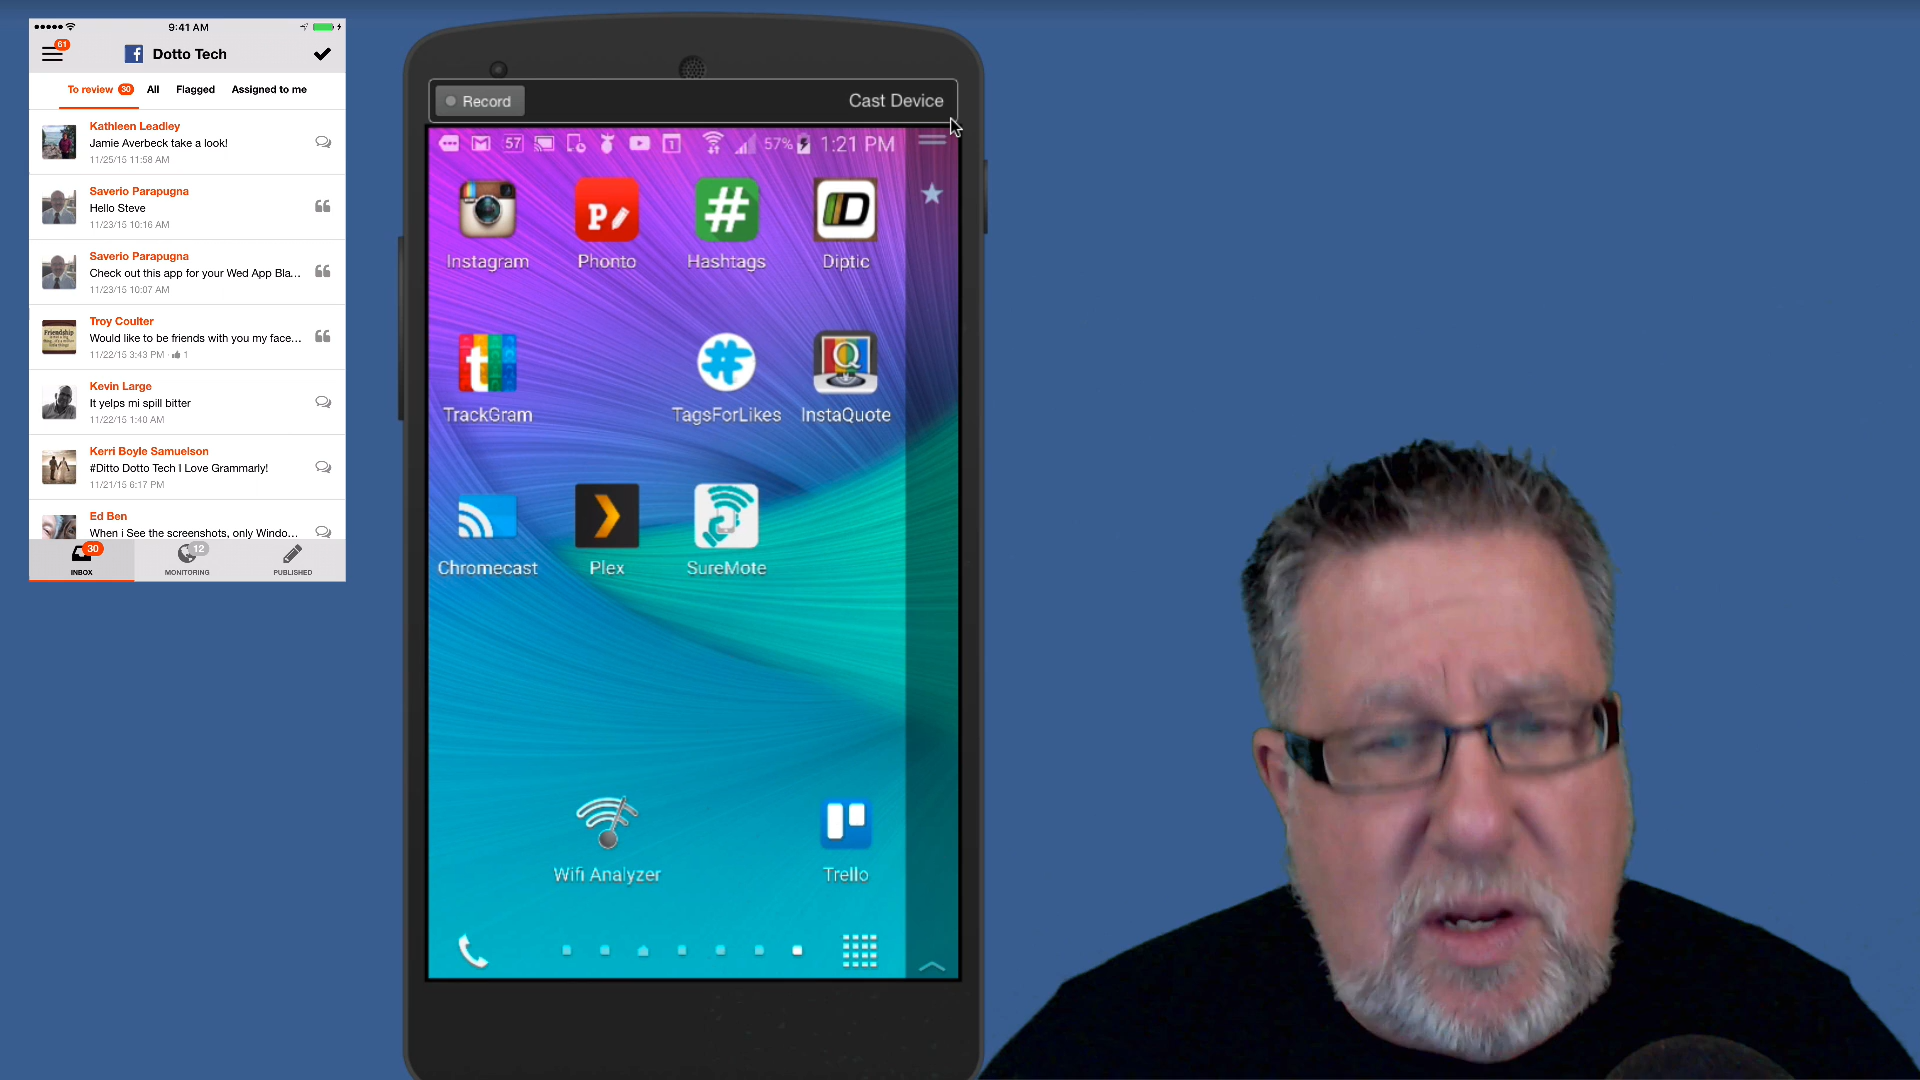 9:41 AM
61
Dotto Tech
To review 30 All Flagged Assigned to me
Kathleen Leadley
Jamie Averbeck take a look!
11/25/15 11:58 AM
Saverio Parapugna
Hello Steve
11/23/15 10:16 AM
Saverio Parapugna
Check out this app for your Wed App Bla...
11/23/15 10:07 AM
Troy Coulter
Would like to be friends with you my face...
11/22/15 3:43 PM · 1
Kevin Large
It yelps mi spill bitter
11/22/15 1:40 AM
Kerri Boyle Samuelson
#Ditto Dotto Tech I Love Grammarly!
11/21/15 6:17 PM
Ed Ben
When i See the screenshots, only Windo...
30 12
INBOX MONITORING PUBLISHED
Record Cast Device
57 1 57% 1:21 PM
Instagram Phonto Hashtags Diptic
TrackGram TagsForLikes InstaQuote
Chromecast Plex SureMote
Wifi Analyzer Trello